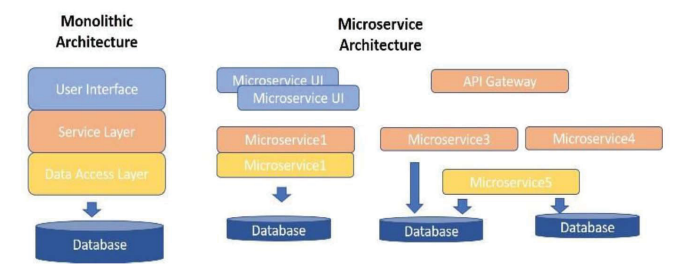 Monolithic
Architecture
Microservice
Architecture
User Interface
Service Layer
Data Access Layer
Database
Microservice UI
Microservice UI
API Gateway
Microservice1
Microservice1
Microservice3
Microservice4
Microservice5
Database
Database
Database